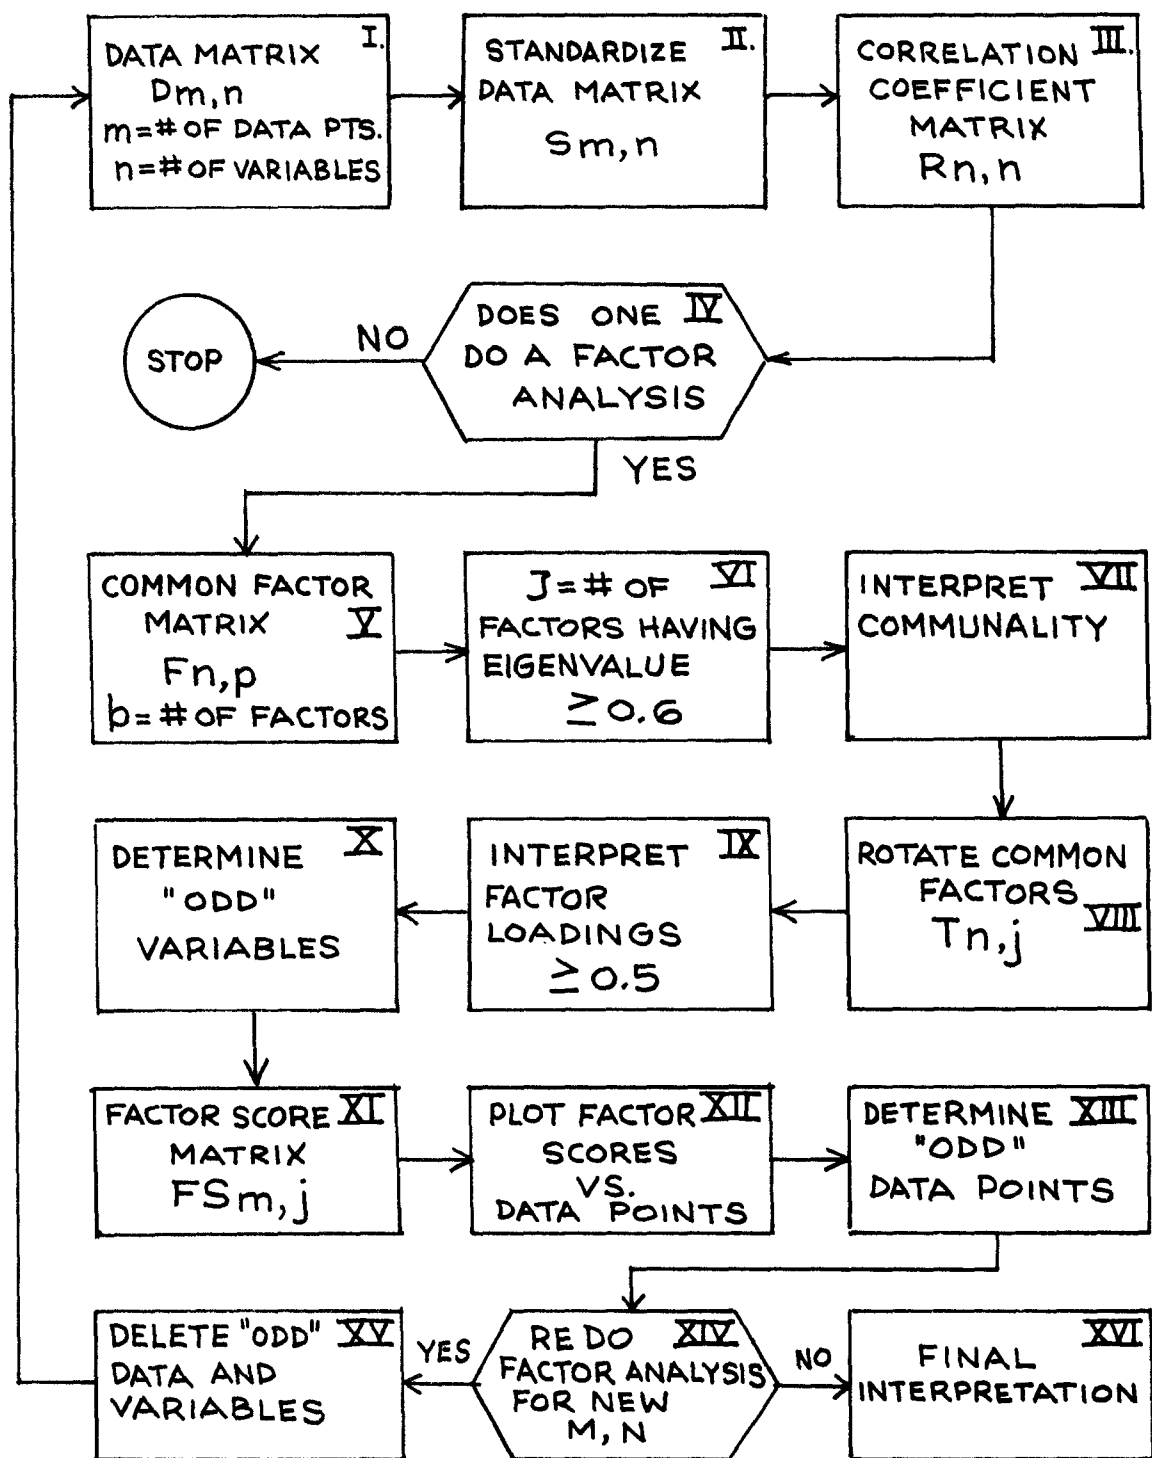 DATA MATRIX I.
Dm,n
m=# OF DATA PTS.
n=# OF VARIABLES
STANDARDIZE II.
DATA MATRIX
Sm,n
CORRELATION III.
COEFFICIENT
MATRIX
Rn,n
STOP
NO
DOES ONE IV
DO A FACTOR
ANALYSIS
YES
COMMON FACTOR
MATRIX V
Fn,p
p=# OF FACTORS
J=# OF VI
FACTORS HAVING
EIGENVALUE
≥0.6
INTERPRET VII
COMMUNALITY
DETERMINE X
"ODD"
VARIABLES
INTERPRET IX
FACTOR
LOADINGS
≥0.5
ROTATE COMMON
FACTORS
Tn,j VIII
FACTOR SCORE XI
MATRIX
FSm,j
PLOT FACTOR XII
SCORES
VS.
DATA POINTS
DETERMINE XIII
"ODD"
DATA POINTS
DELETE "ODD" XV
DATA AND
VARIABLES
YES
REDO XIV
FACTOR ANALYSIS
FOR NEW
M,N
NO
XVI
FINAL
INTERPRETATION